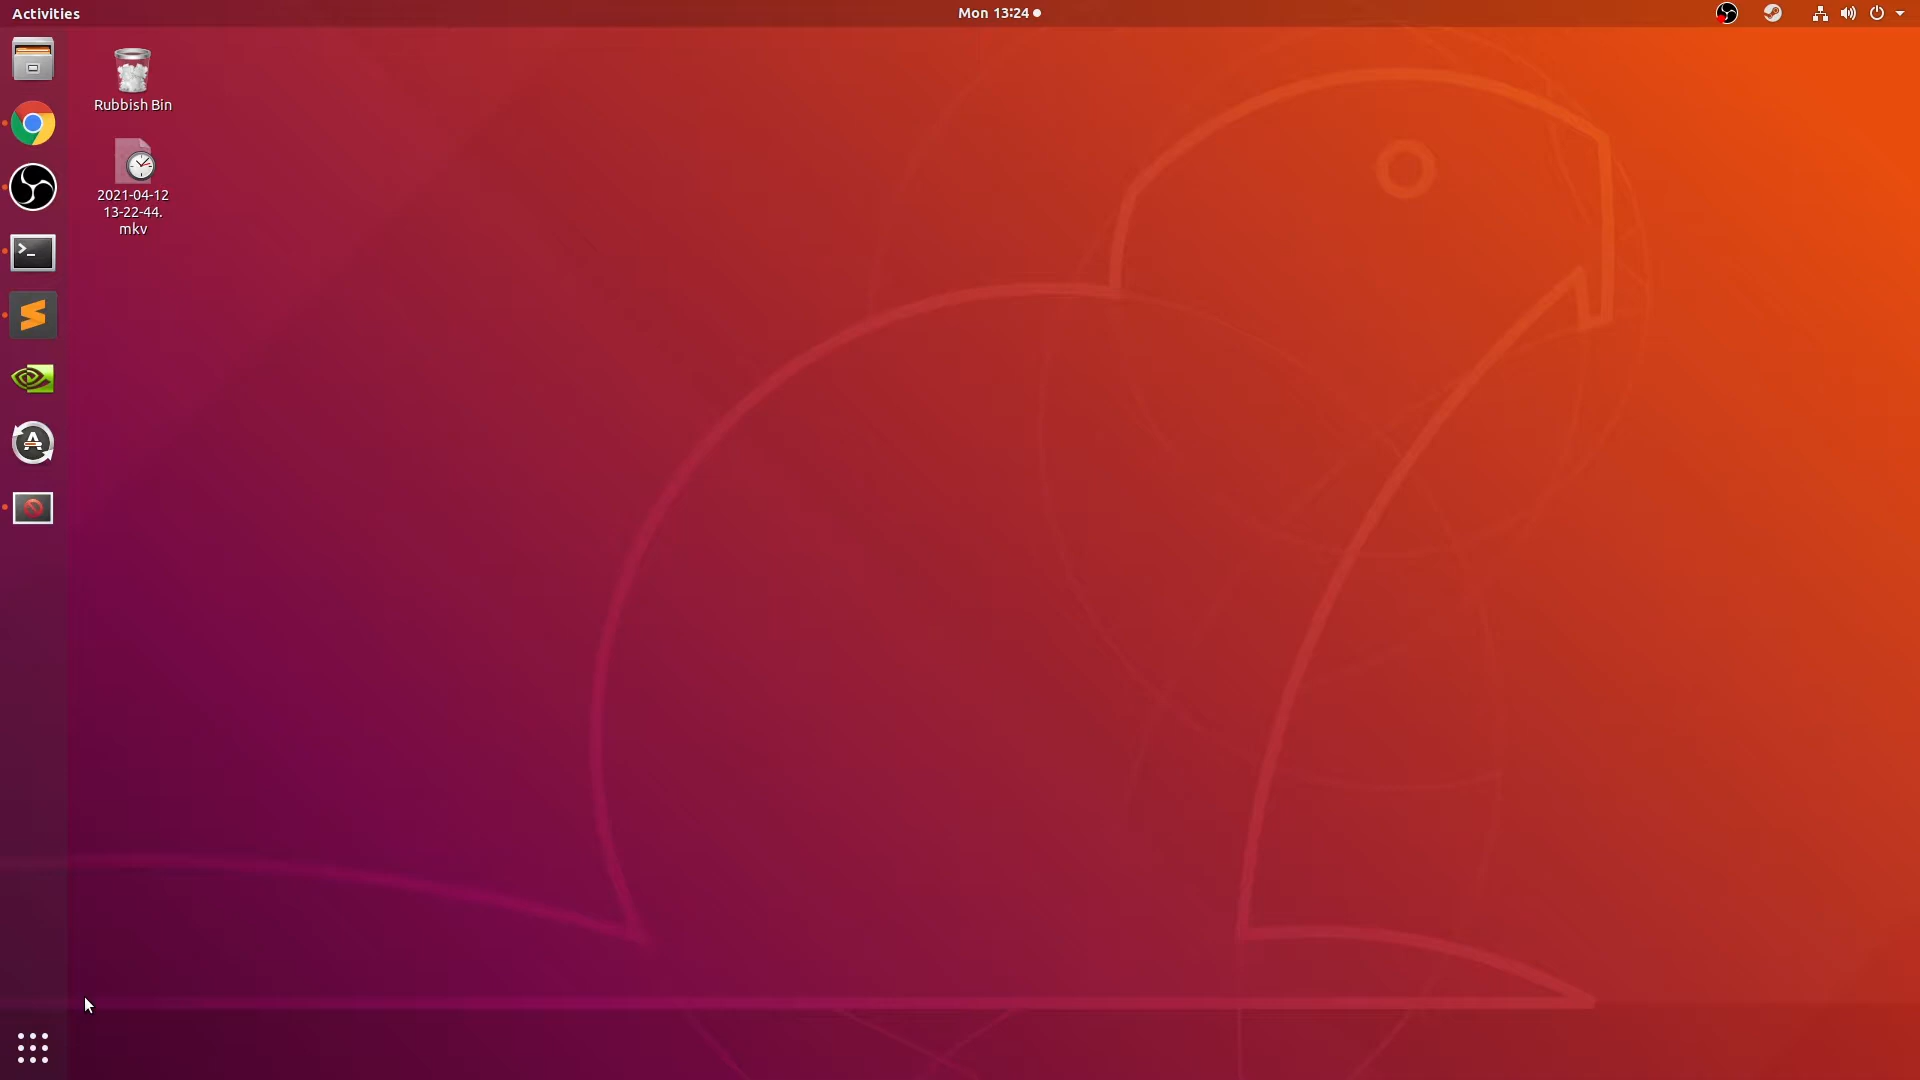 Activities
Mon 13:24
Rubbish Bin
2021-04-12
13-22-44.
mkv